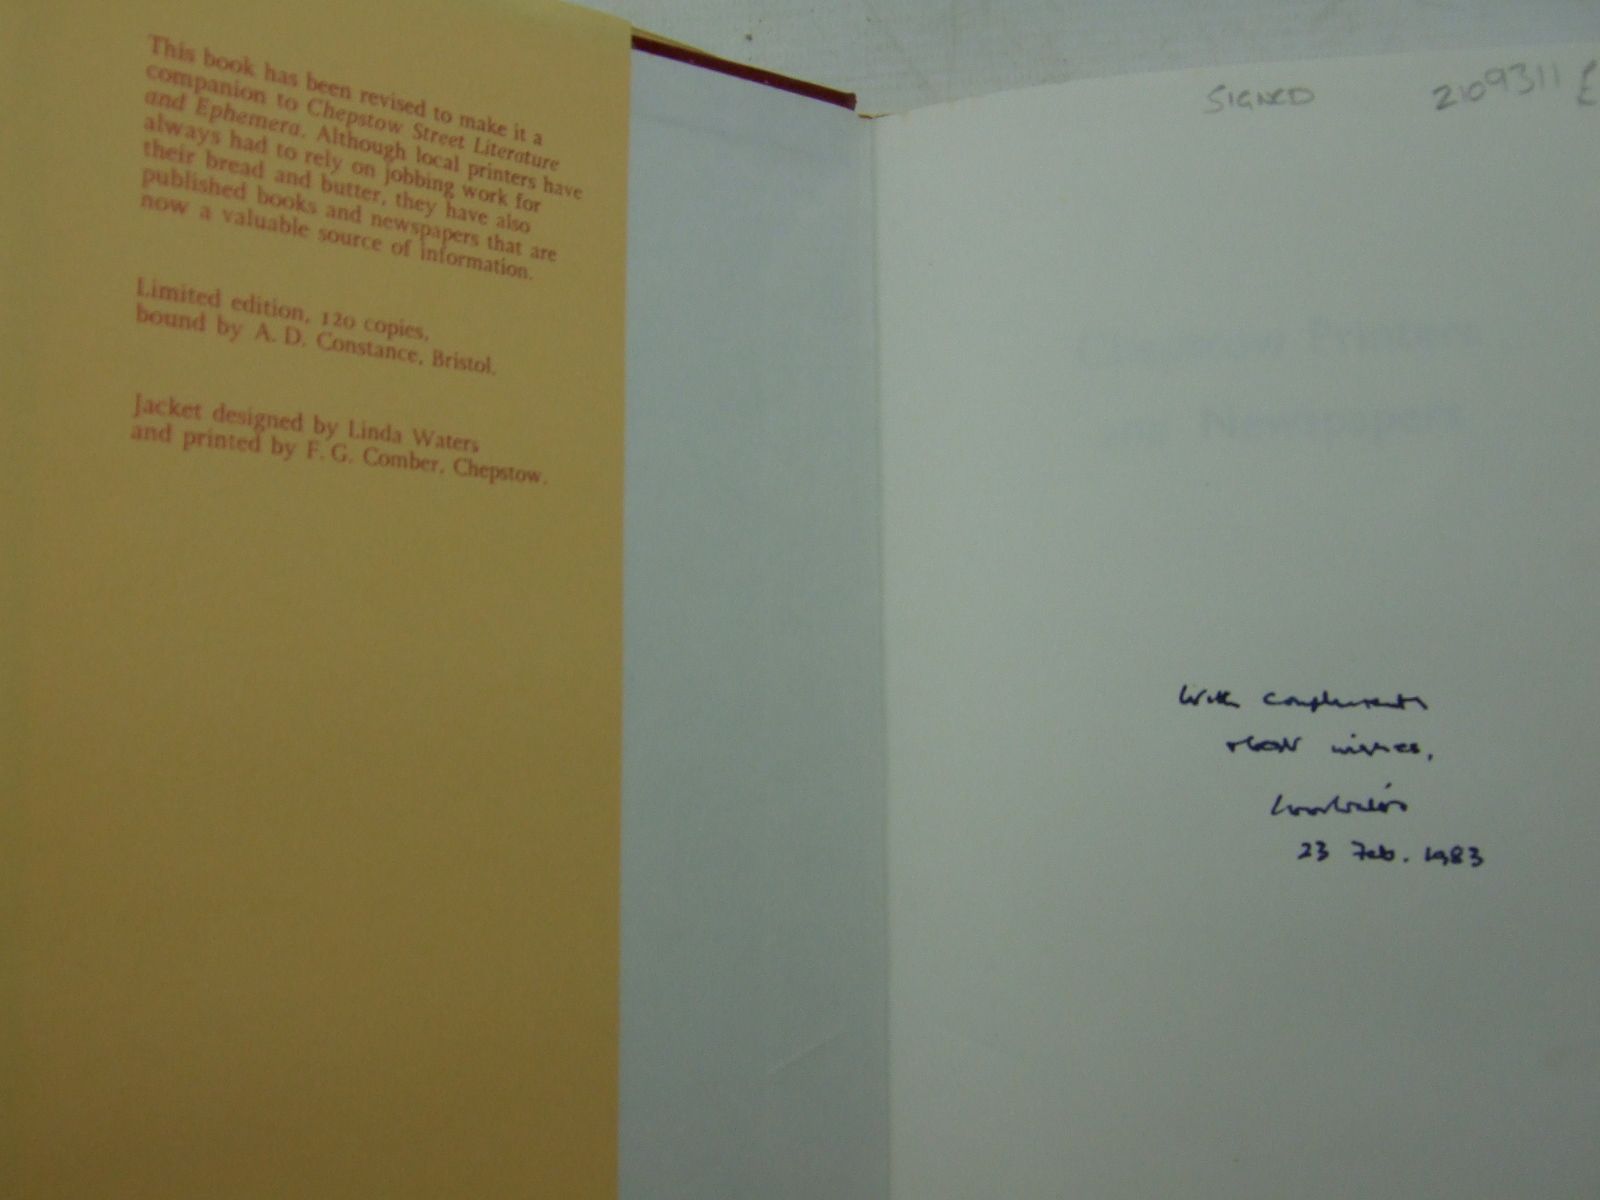 This book has been revised to make it a
companion to Chepstow Street Literature
and Ephemera. Although local printers have
always had to rely on jobbing work for
their bread and butter, they have also
published books and newspapers that are
now a valuable source of information.
Limited edition, 120 copies,
bound by A. D. Constance, Bristol.
Jacket designed by Linda Waters
and printed by F. G. Comber, Chepstow.
SIGNED 2109311 £
Printers
Newspapers
With compliments
+ best wishes,
23 Feb. 1983